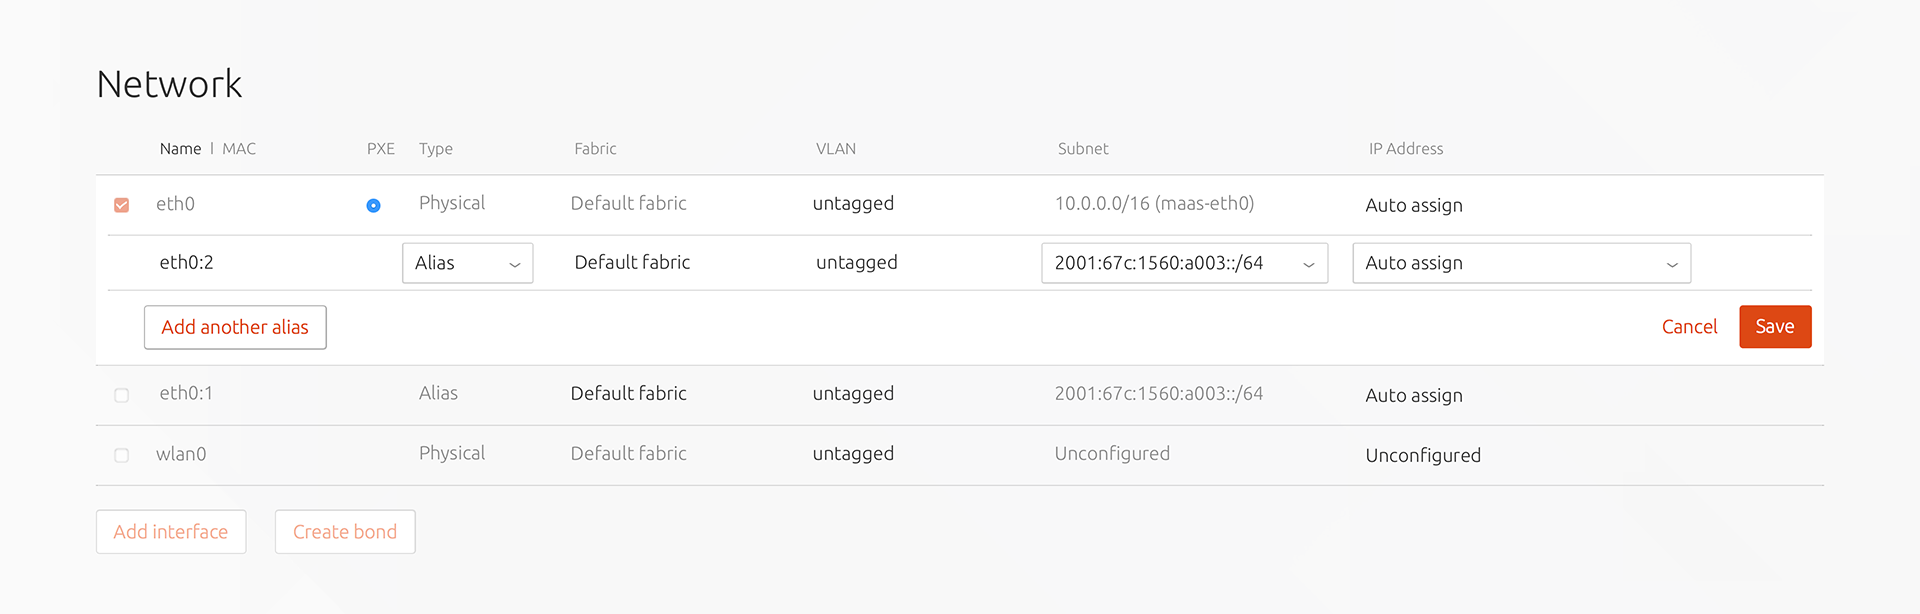 Network
Name | MAC PXE Type Fabric VLAN Subnet IP Address
eth0 Physical Default fabric untagged 10.0.0.0/16 (maas-eth0) Auto assign
eth0:2 Alias Default fabric untagged 2001:67c:1560:a003::/64 Auto assign
Add another alias Cancel Save
eth0:1 Alias Default fabric untagged 2001:67c:1560:a003::/64 Auto assign
wlan0 Physical Default fabric untagged Unconfigured Unconfigured
Add interface Create bond